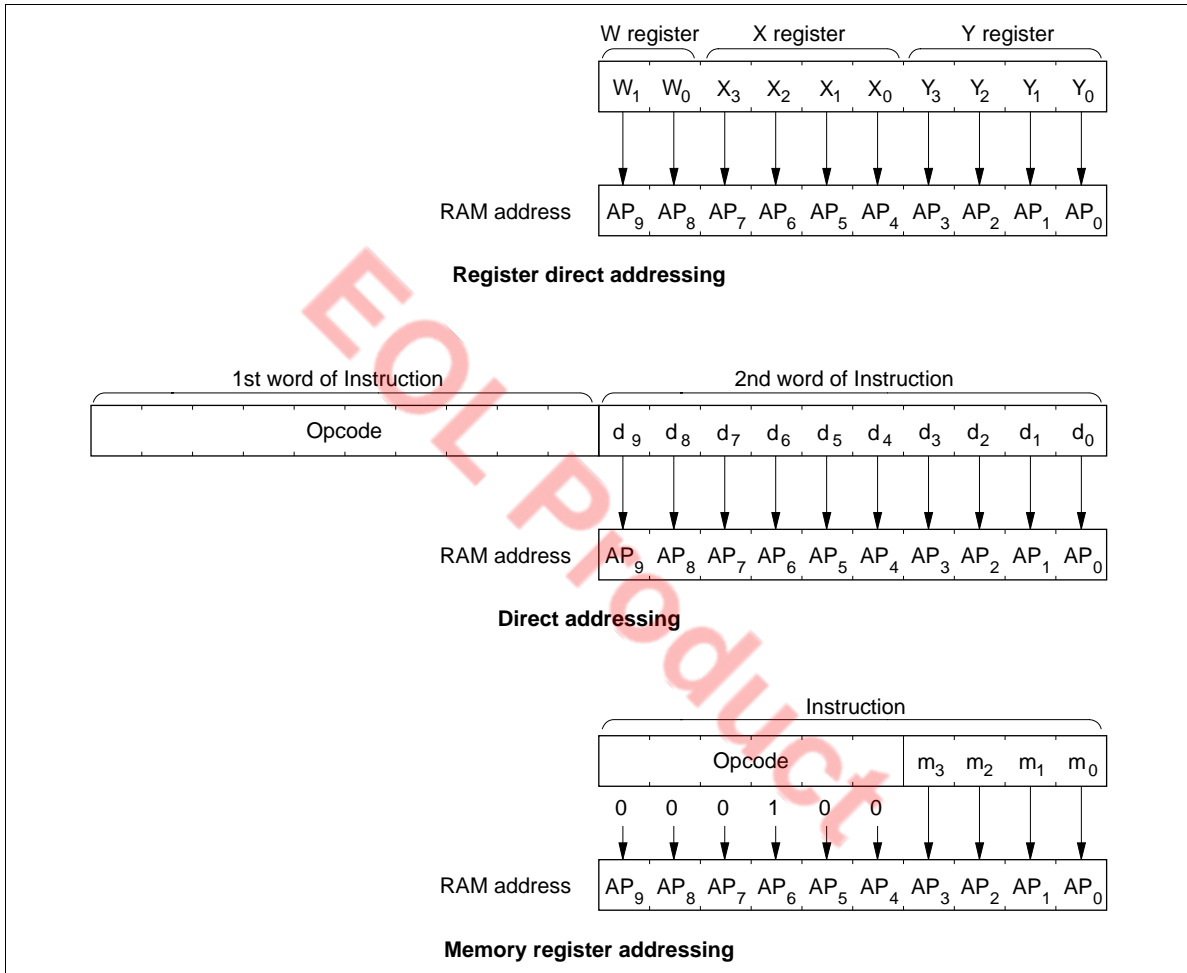 W register X register Y register
W1 W0 X3 X2 X1 X0 Y3 Y2 Y1 Y0
RAM address AP9 AP8 AP7 AP6 AP5 AP4 AP3 AP2 AP1 AP0
Register direct addressing
1st word of Instruction 2nd word of Instruction
Opcode d9 d8 d7 d6 d5 d4 d3 d2 d1 d0
RAM address AP9 AP8 AP7 AP6 AP5 AP4 AP3 AP2 AP1 AP0
Direct addressing
Instruction
Opcode m3 m2 m1 m0
0 0 0 1 0 0
RAM address AP9 AP8 AP7 AP6 AP5 AP4 AP3 AP2 AP1 AP0
Memory register addressing
EOL Product